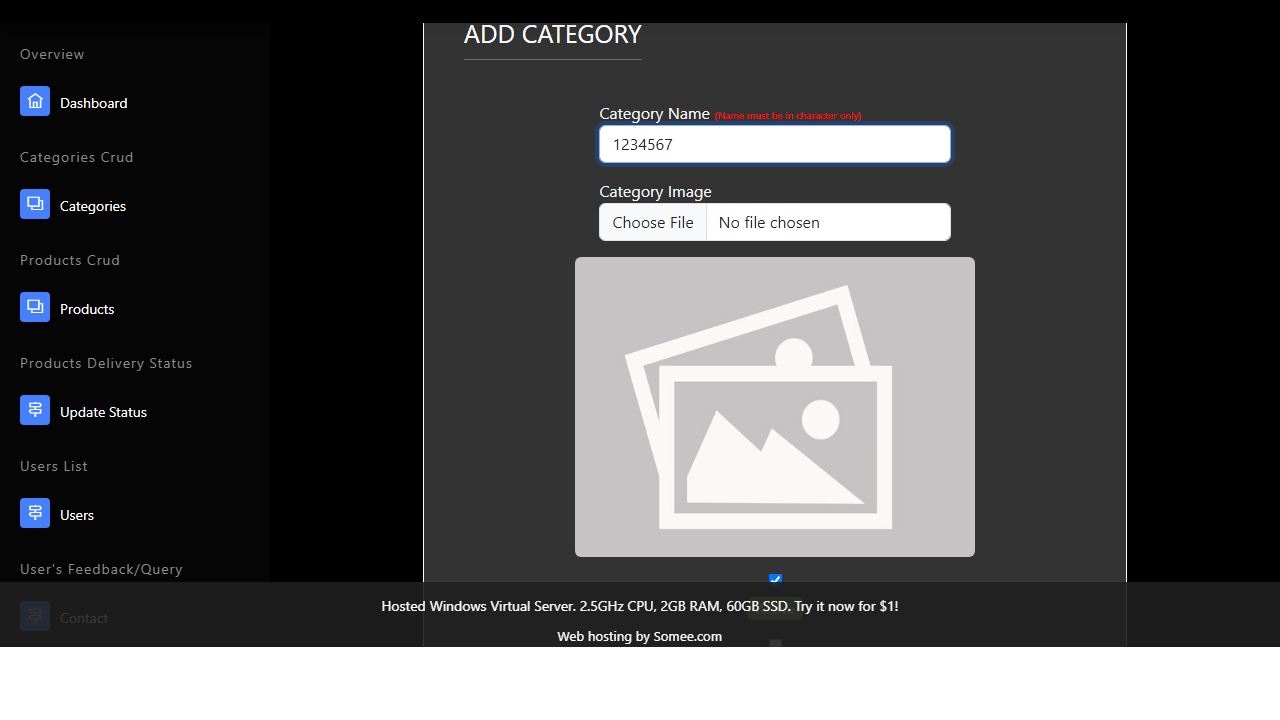 Overview
Dashboard
Categories Crud
Categories
Products Crud
Products
Products Delivery Status
Update Status
Users List
Users
User's Feedback/Query
Contact
ADD CATEGORY
Category Name (Name must be in character only)
1234567
Category Image
Choose File No file chosen
Hosted Windows Virtual Server. 2.5GHz CPU, 2GB RAM, 60GB SSD. Try it now for $1!
Web hosting by Somee.com